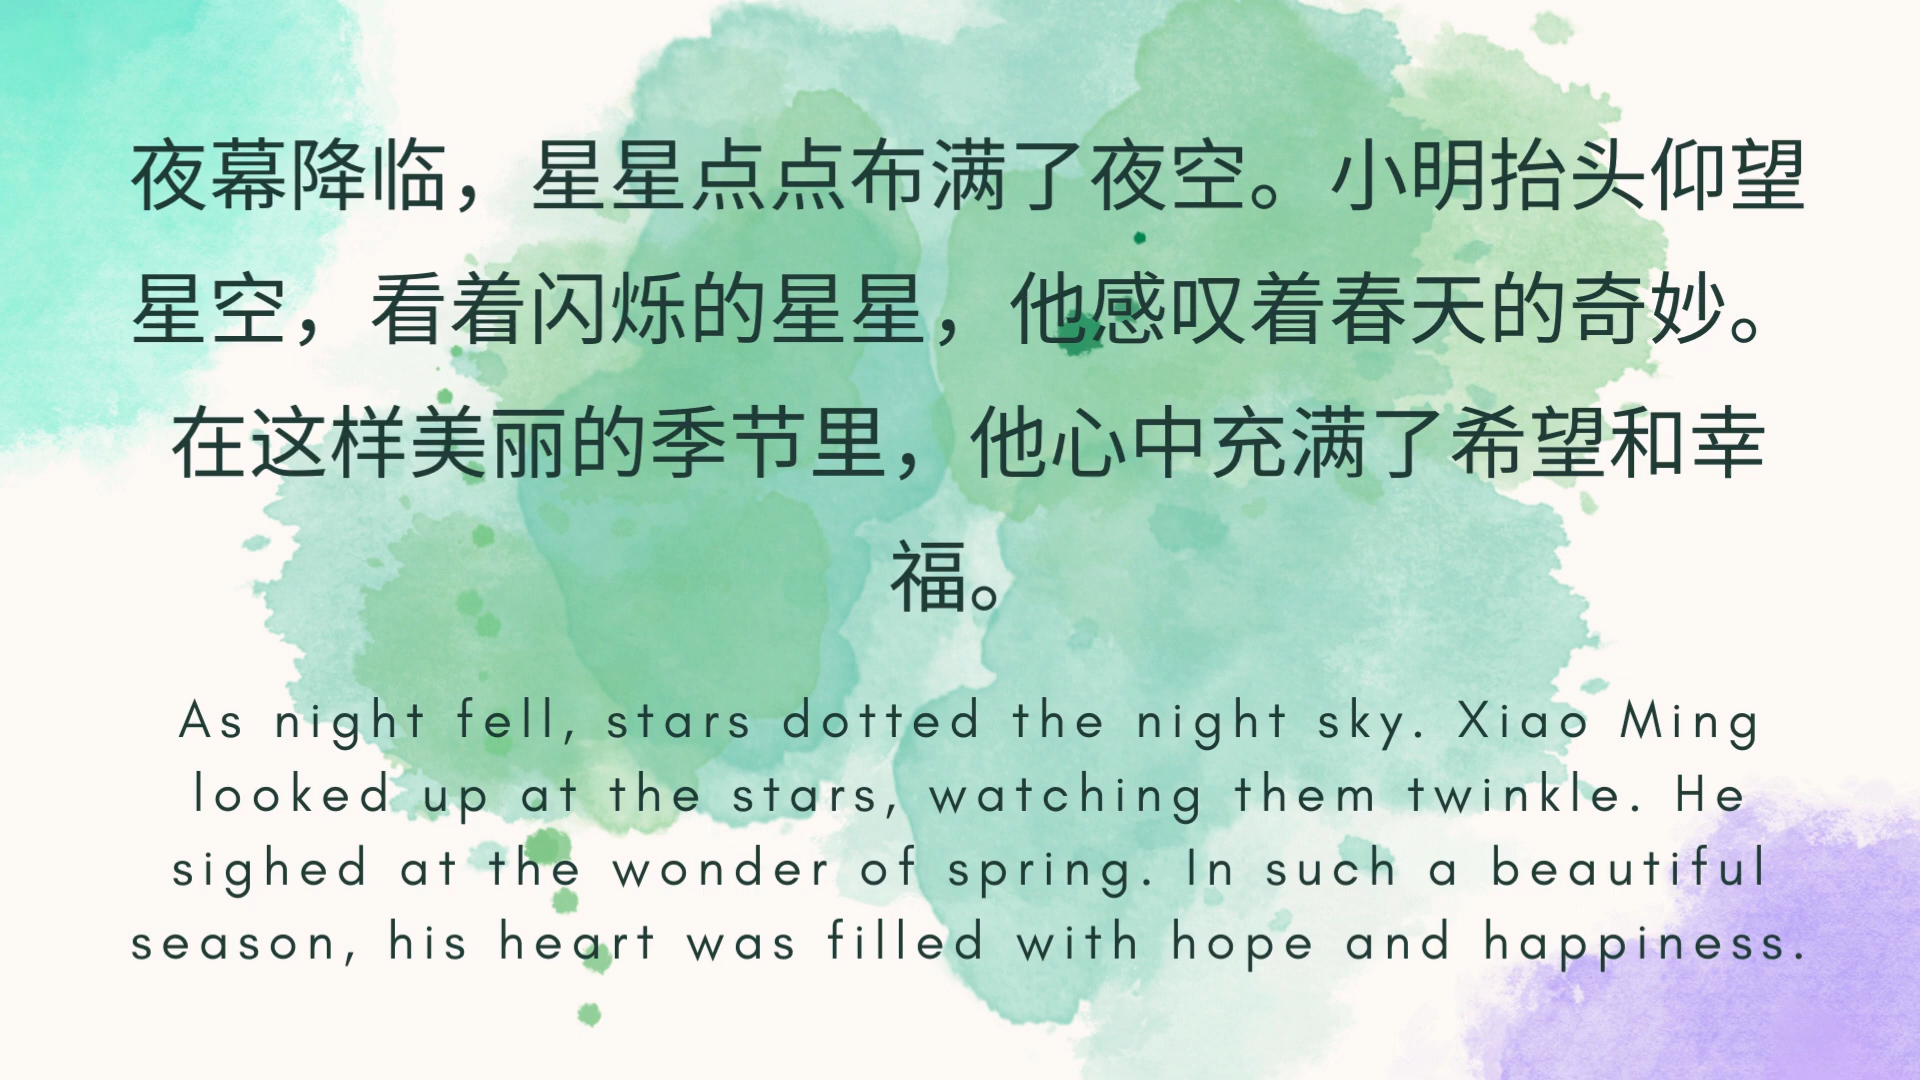 夜幕降临，星星点点布满了夜空。小明抬头仰望
星空，看着闪烁的星星，他感叹着春天的奇妙。
在这样美丽的季节里，他心中充满了希望和幸
福。
As night fell, stars dotted the night sky. Xiao Ming
looked up at the stars, watching them twinkle. He
sighed at the wonder of spring. In such a beautiful
season, his heart was filled with hope and happiness.